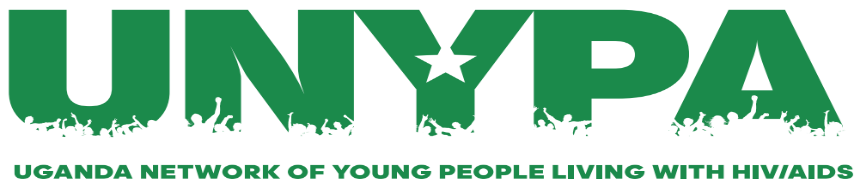 UNYPA
UGANDA NETWORK OF YOUNG PEOPLE LIVING WITH HIV/AIDS